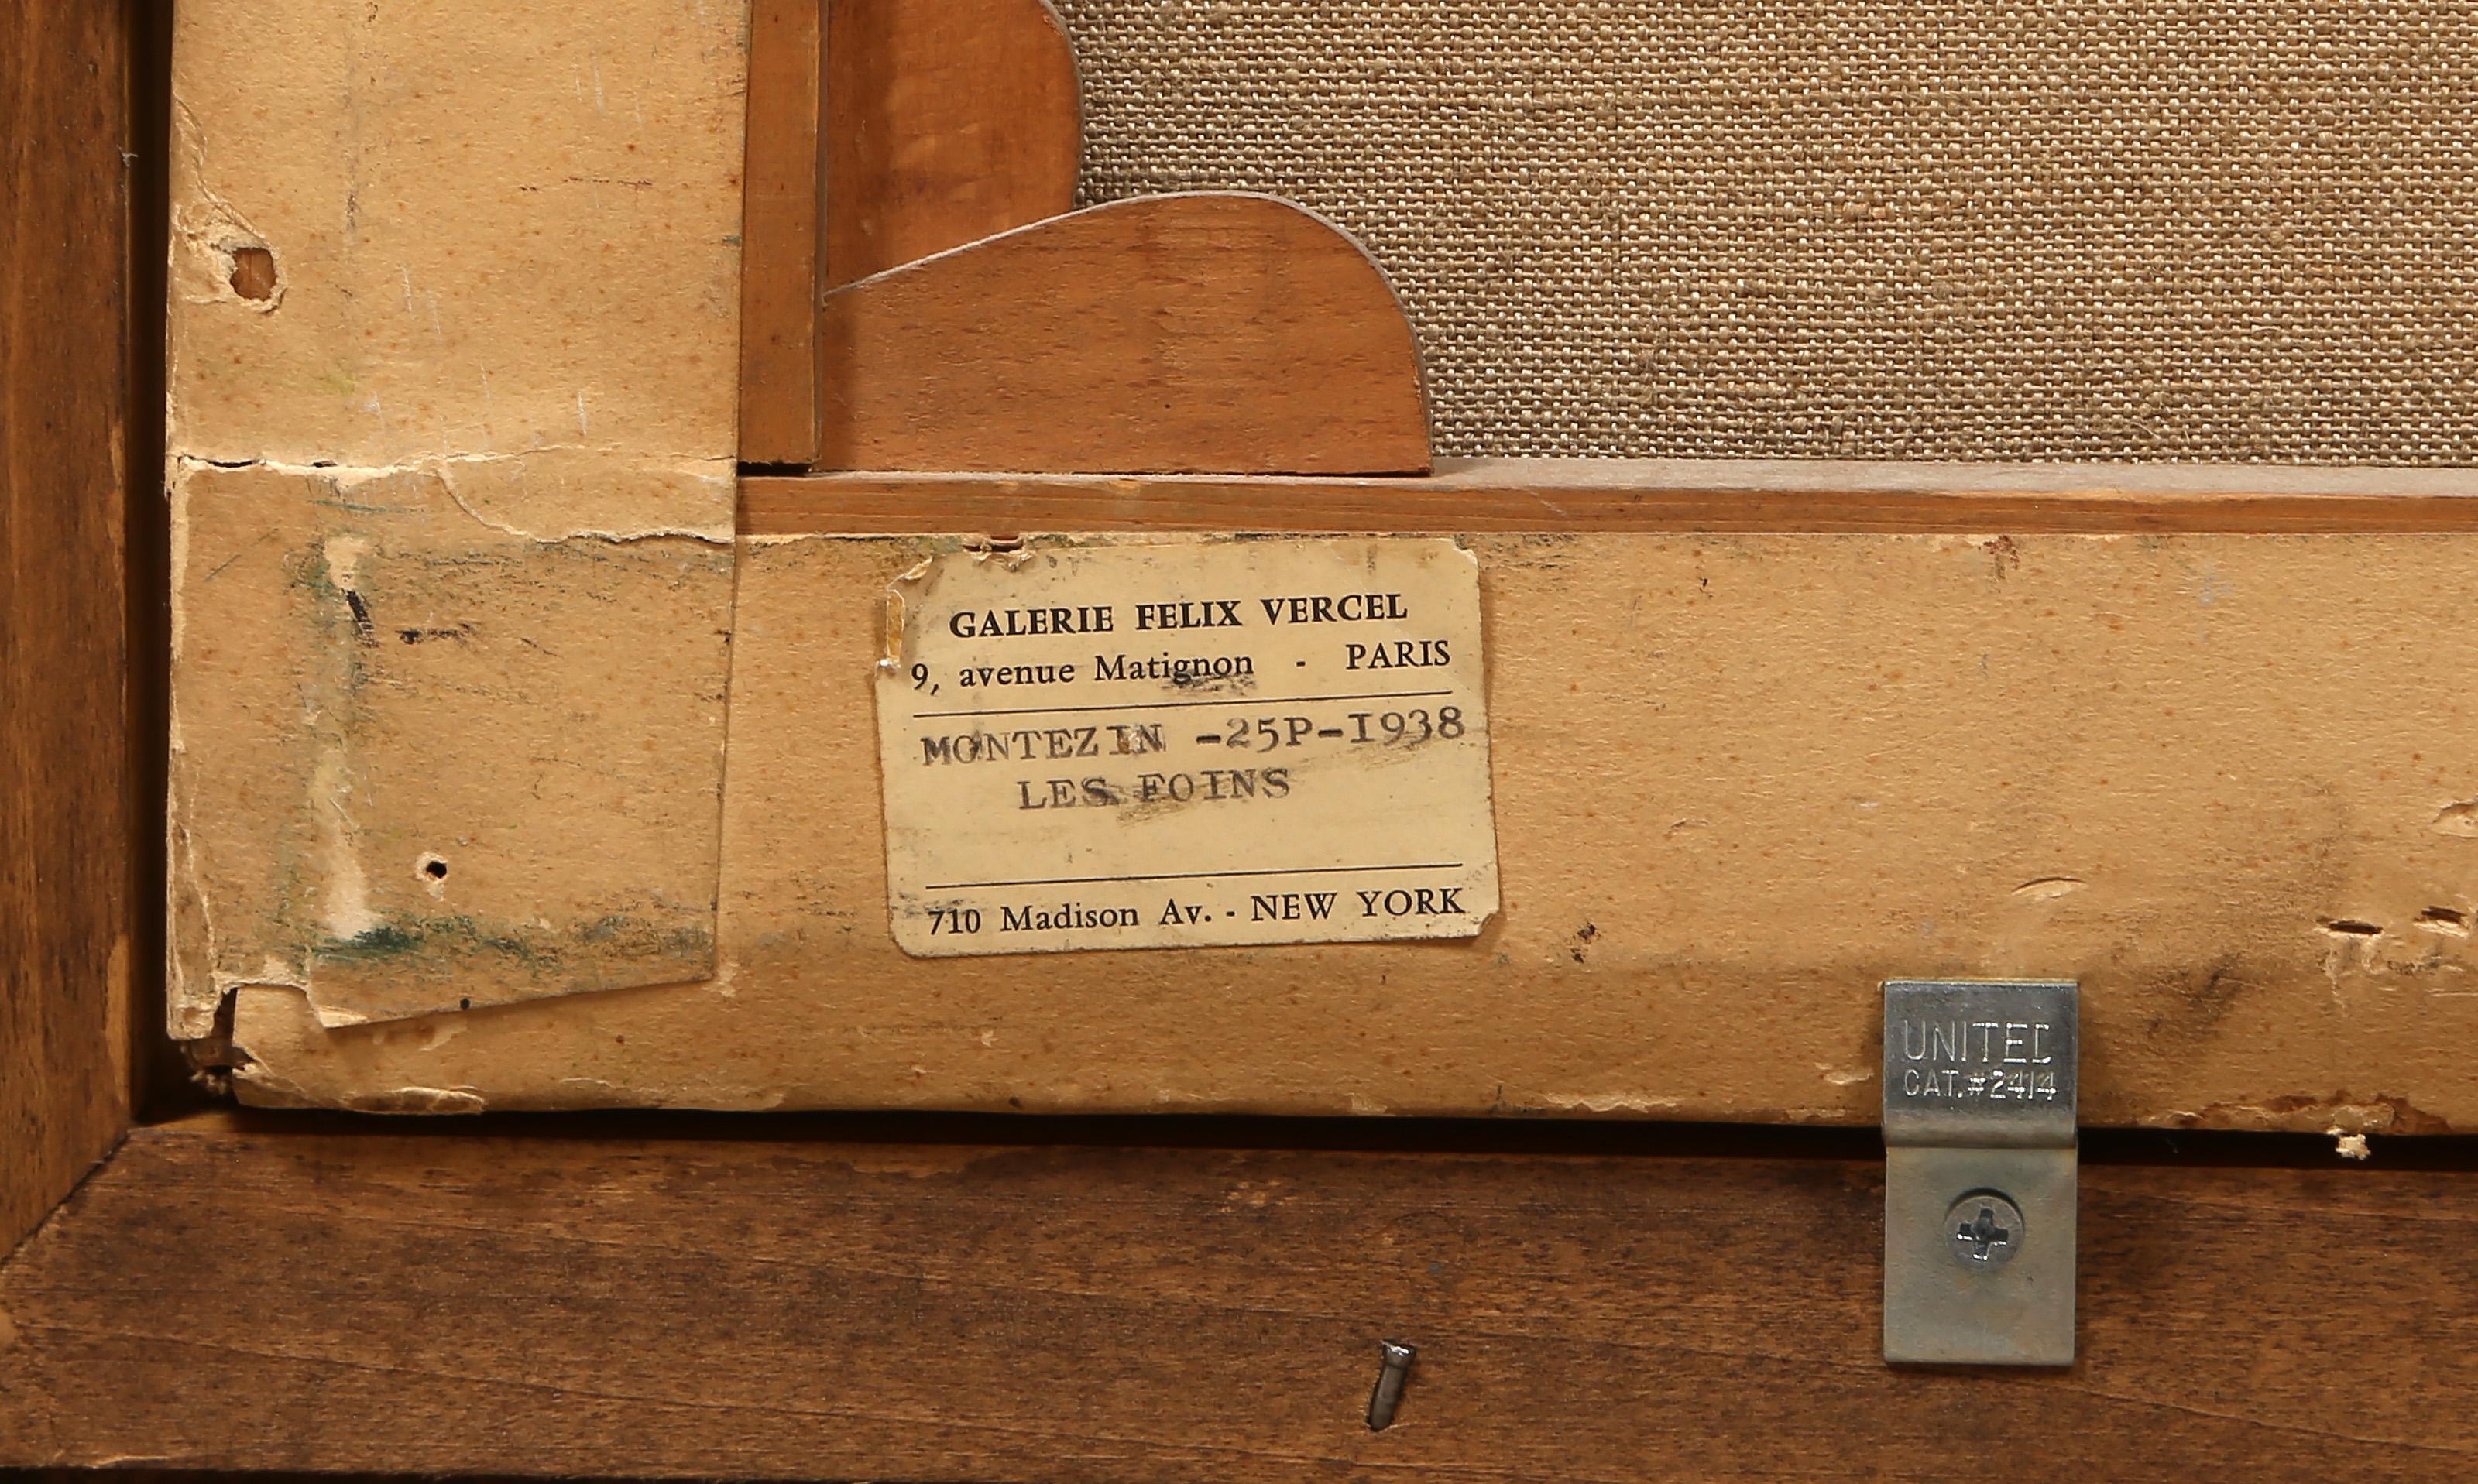 GALERIE FELIX VERCEL
9, avenue Matignon - PARIS
MONTEZIN -25P-I938
LES FOINS
710 Madison Av. - NEW YORK
UNITED
CAT.#2414